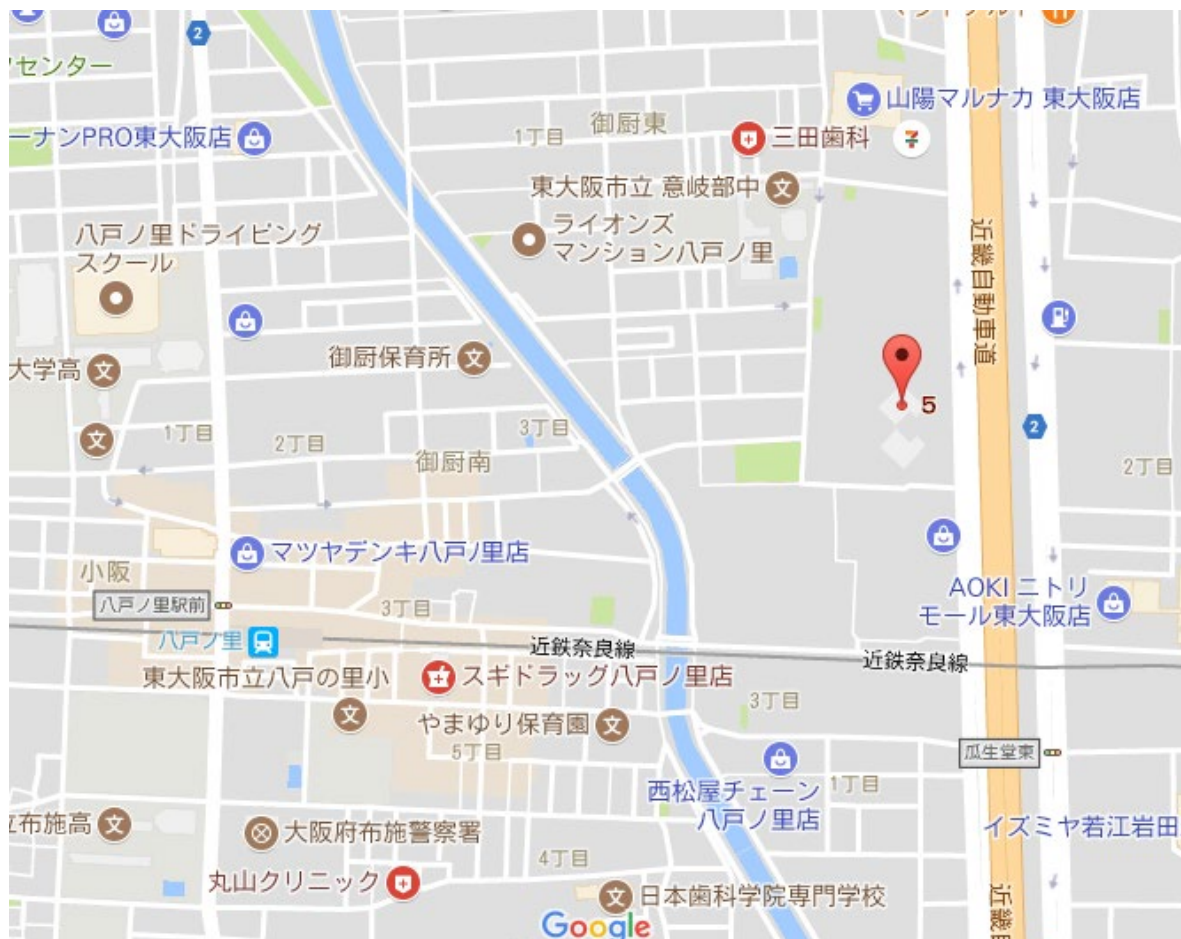 2
センター
山陽マルナカ 東大阪店
ーナンPRO東大阪店
1丁目
御厨東
三田歯科
7
東大阪市立 意岐部中
八戸ノ里ドライビング
スクール
ライオンズ
マンション八戸ノ里
近畿自動車道
御厨保育所
大学高
5
1丁目
2丁目
3丁目
御厨南
2
2丁目
マツヤデンキ八戸ノ里店
小阪
八戸ノ里駅前
3丁目
AOKI ニトリ
モール東大阪店
八戸ノ里
近鉄奈良線
近鉄奈良線
東大阪市立八戸の里小
スギドラッグ八戸ノ里店
やまゆり保育園
3丁目
5丁目
瓜生堂東
西松屋チェーン
八戸ノ里店
1丁目
立布施高
大阪府布施警察署
イズミヤ若江岩田
4丁目
丸山クリニック
日本歯科学院専門学校
近畿
Google